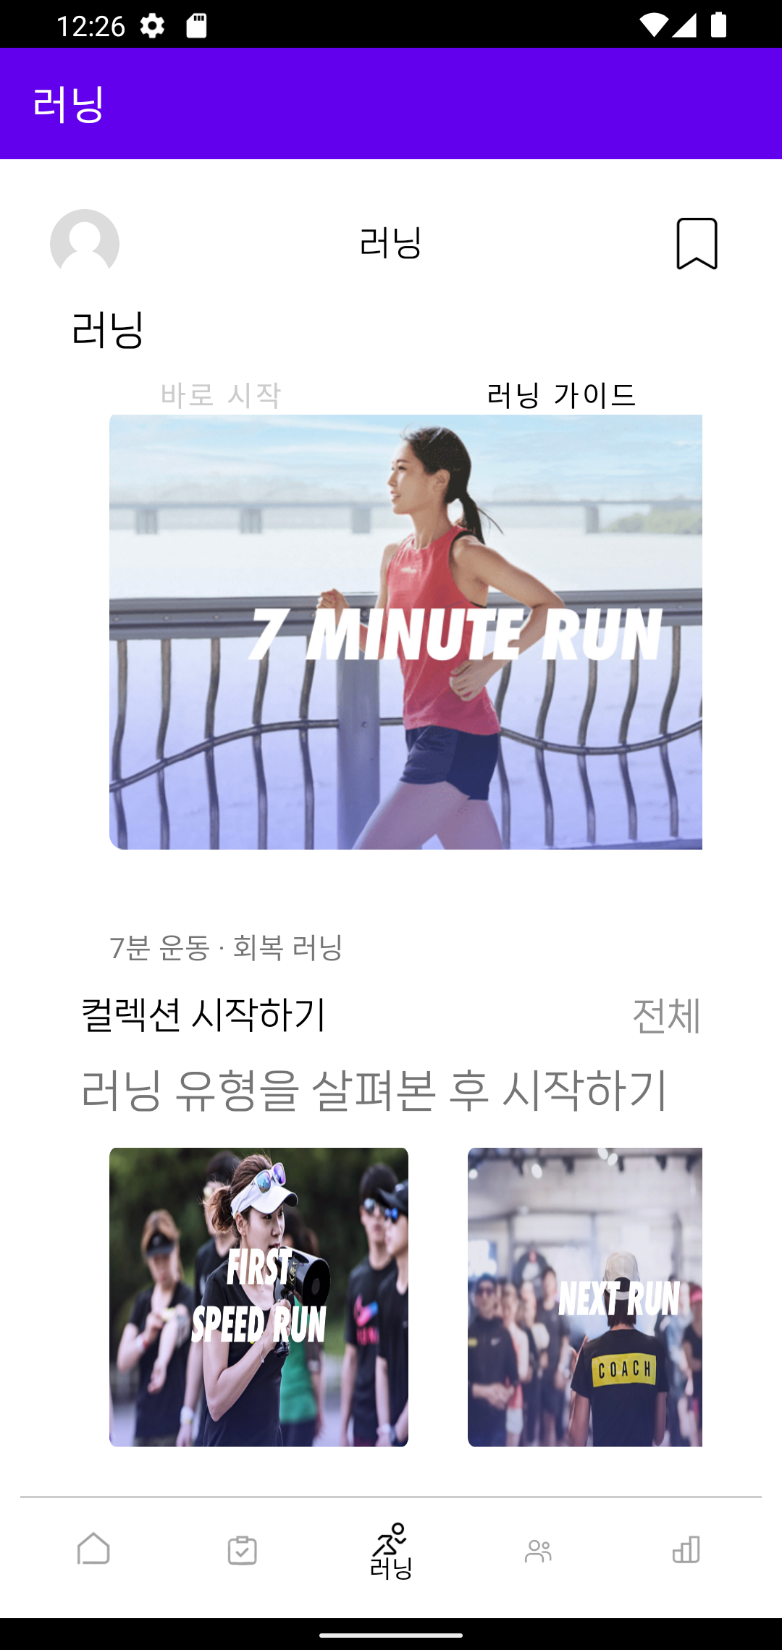 12:26
러닝
러닝
러닝
바로 시작
러닝 가이드
7 MINUTE RUN
7분 운동 · 회복 러닝
컬렉션 시작하기
전체
러닝 유형을 살펴본 후 시작하기
FIRST
SPEED RUN
NEXT RUN
COACH
러닝